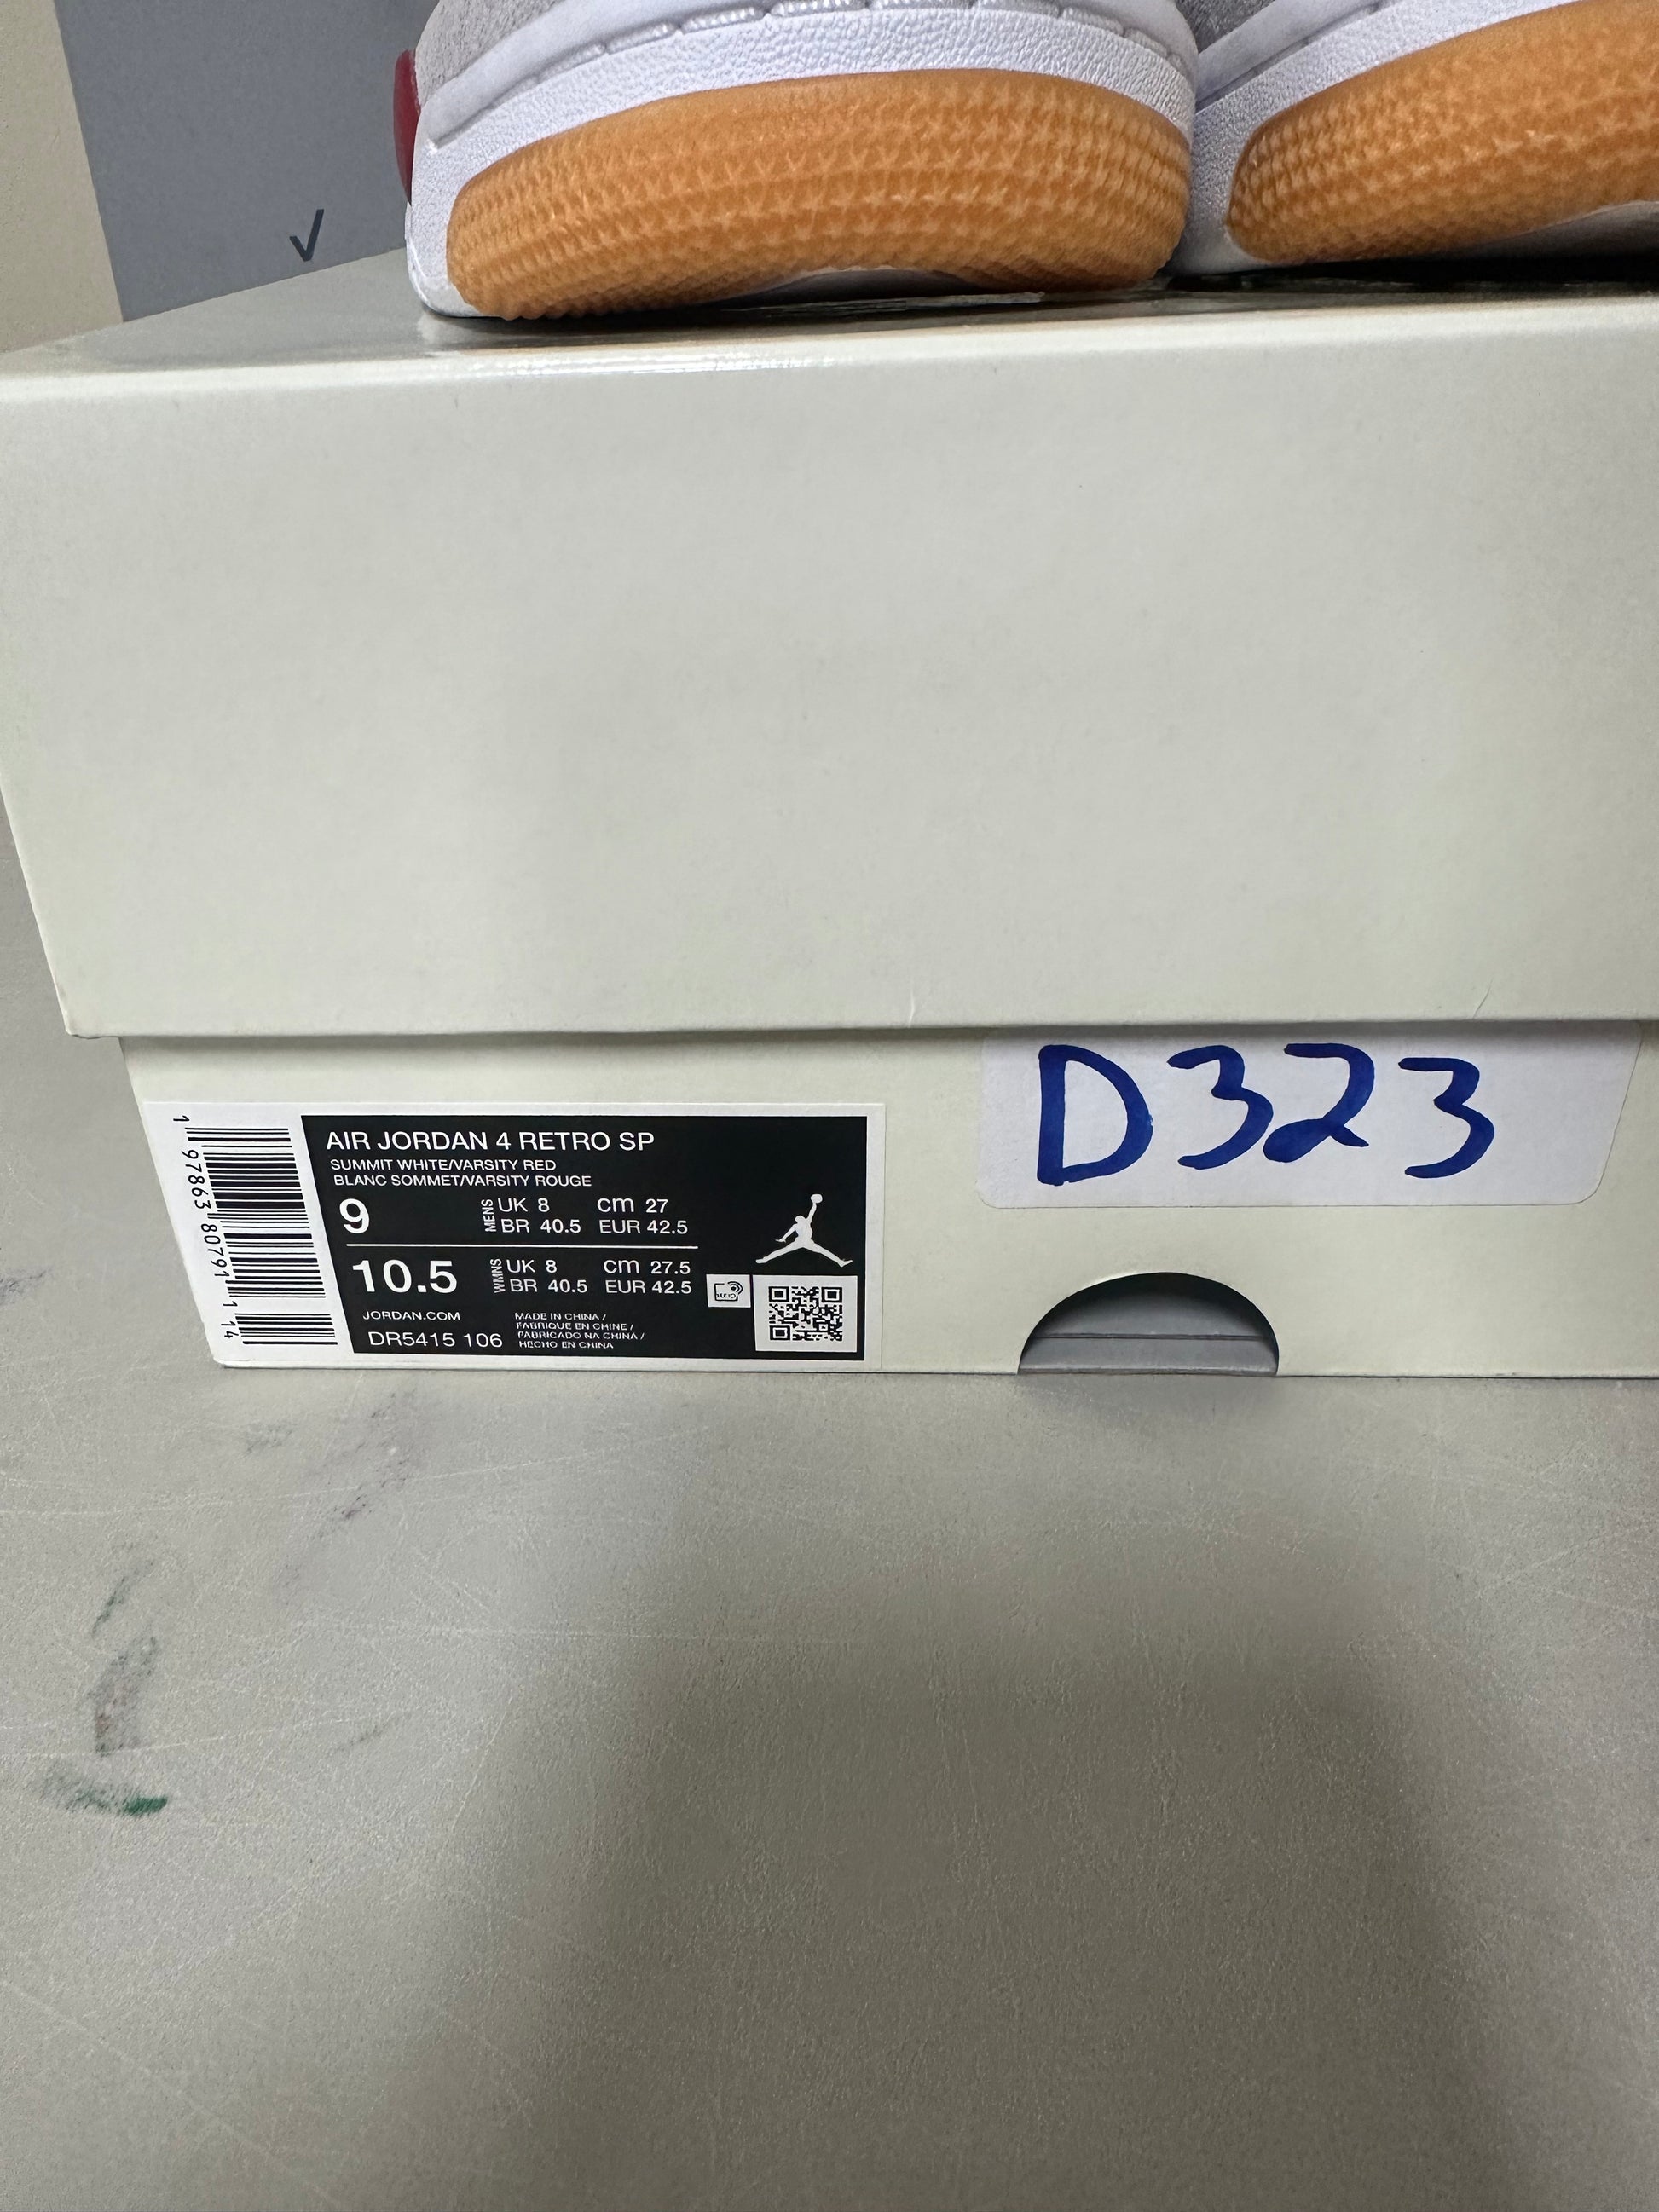 D323
AIR JORDAN 4 RETRO SP
SUMMIT WHITE/VARSITY RED
BLANC SOMMET/VARSITY ROUGE
9 MENS UK 8 cm 27
BR 40.5 EUR 42.5
10.5 WMNS UK 8 cm 27.5
BR 40.5 EUR 42.5
JORDAN.COM
DR5415 106
MADE IN CHINA /
FABRIQUE EN CHINE /
FABRICADO NA CHINA /
HECHO EN CHINA
1 97863 80791 1 14